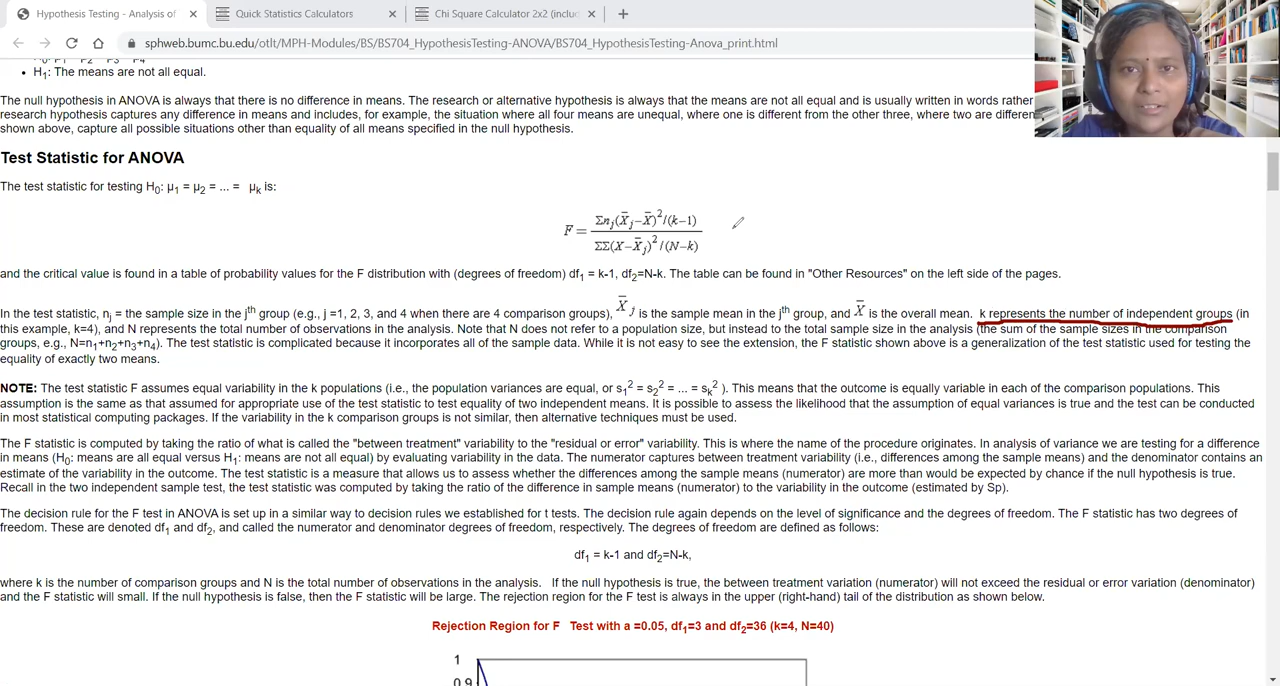 Hypothesis Testing - Analysis of
Quick Statistics Calculators
Chi Square Calculator 2x2 (inclu
sphweb.bumc.bu.edu/otlt/MPH-Modules/BS/BS704_HypothesisTesting-ANOVA/BS704_HypothesisTesting-Anova_print.html
• H₁: The means are not all equal.
The null hypothesis in ANOVA is always that there is no difference in means. The research or alternative hypothesis is always that the means are not all equal and is usually written in words rather
research hypothesis captures any difference in means and includes, for example, the situation where all four means are unequal, where one is different from the other three, where two are different,
shown above, capture all possible situations other than equality of all means specified in the null hypothesis.
Test Statistic for ANOVA
The test statistic for testing H₀: μ₁ = μ₂ = ... = μₖ is:
F = Σnⱼ(X̄ⱼ−X̄)²/(k−1)
ΣΣ(X−X̄ⱼ)²/(N−k)
and the critical value is found in a table of probability values for the F distribution with (degrees of freedom) df₁ = k-1, df₂=N-k. The table can be found in "Other Resources" on the left side of the pages.
In the test statistic, nⱼ = the sample size in the jᵗʰ group (e.g., j =1, 2, 3, and 4 when there are 4 comparison groups), X̄ⱼ is the sample mean in the jᵗʰ group, and X̄ is the overall mean. k represents the number of independent groups (in
this example, k=4), and N represents the total number of observations in the analysis. Note that N does not refer to a population size, but instead to the total sample size in the analysis (the sum of the sample sizes in the comparison
groups, e.g., N=n₁+n₂+n₃+n₄). The test statistic is complicated because it incorporates all of the sample data. While it is not easy to see the extension, the F statistic shown above is a generalization of the test statistic used for testing the
equality of exactly two means.
NOTE: The test statistic F assumes equal variability in the k populations (i.e., the population variances are equal, or s₁² = s₂² = ... = sₖ² ). This means that the outcome is equally variable in each of the comparison populations. This
assumption is the same as that assumed for appropriate use of the test statistic to test equality of two independent means. It is possible to assess the likelihood that the assumption of equal variances is true and the test can be conducted
in most statistical computing packages. If the variability in the k comparison groups is not similar, then alternative techniques must be used.
The F statistic is computed by taking the ratio of what is called the "between treatment" variability to the "residual or error" variability. This is where the name of the procedure originates. In analysis of variance we are testing for a difference
in means (H₀: means are all equal versus H₁: means are not all equal) by evaluating variability in the data. The numerator captures between treatment variability (i.e., differences among the sample means) and the denominator contains an
estimate of the variability in the outcome. The test statistic is a measure that allows us to assess whether the differences among the sample means (numerator) are more than would be expected by chance if the null hypothesis is true.
Recall in the two independent sample test, the test statistic was computed by taking the ratio of the difference in sample means (numerator) to the variability in the outcome (estimated by Sp).
The decision rule for the F test in ANOVA is set up in a similar way to decision rules we established for t tests. The decision rule again depends on the level of significance and the degrees of freedom. The F statistic has two degrees of
freedom. These are denoted df₁ and df₂, and called the numerator and denominator degrees of freedom, respectively. The degrees of freedom are defined as follows:
df₁ = k-1 and df₂=N-k,
where k is the number of comparison groups and N is the total number of observations in the analysis. If the null hypothesis is true, the between treatment variation (numerator) will not exceed the residual or error variation (denominator)
and the F statistic will small. If the null hypothesis is false, then the F statistic will be large. The rejection region for the F test is always in the upper (right-hand) tail of the distribution as shown below.
Rejection Region for F Test with a =0.05, df₁=3 and df₂=36 (k=4, N=40)
1
0.9